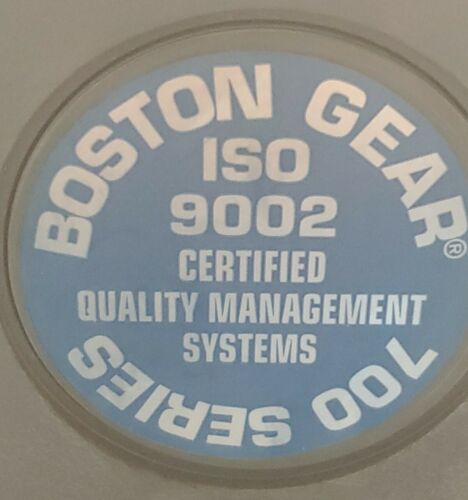 BOSTON GEAR®
ISO
9002
CERTIFIED
QUALITY MANAGEMENT
SYSTEMS
700 SERIES